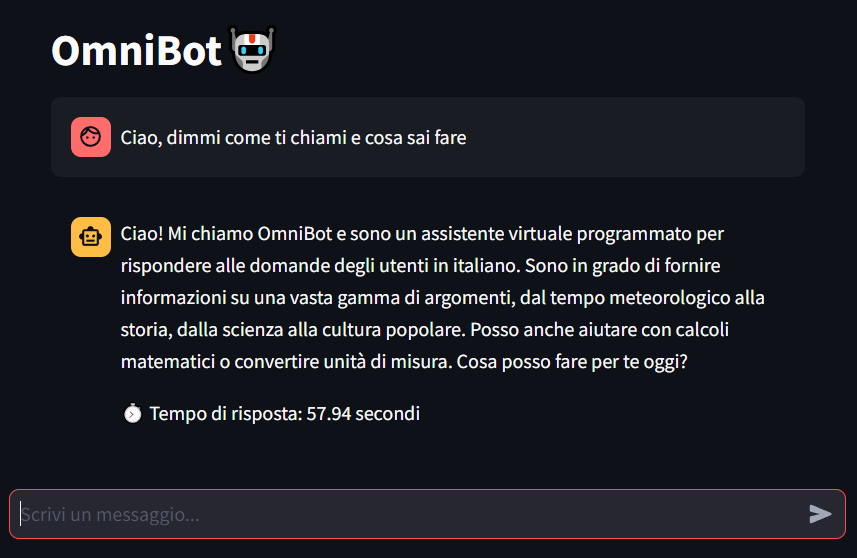 OmniBot
Ciao, dimmi come ti chiami e cosa sai fare
Ciao! Mi chiamo OmniBot e sono un assistente virtuale programmato per
rispondere alle domande degli utenti in italiano. Sono in grado di fornire
informazioni su una vasta gamma di argomenti, dal tempo meteorologico alla
storia, dalla scienza alla cultura popolare. Posso anche aiutare con calcoli
matematici o convertire unità di misura. Cosa posso fare per te oggi?
Tempo di risposta: 57.94 secondi
Scrivi un messaggio...